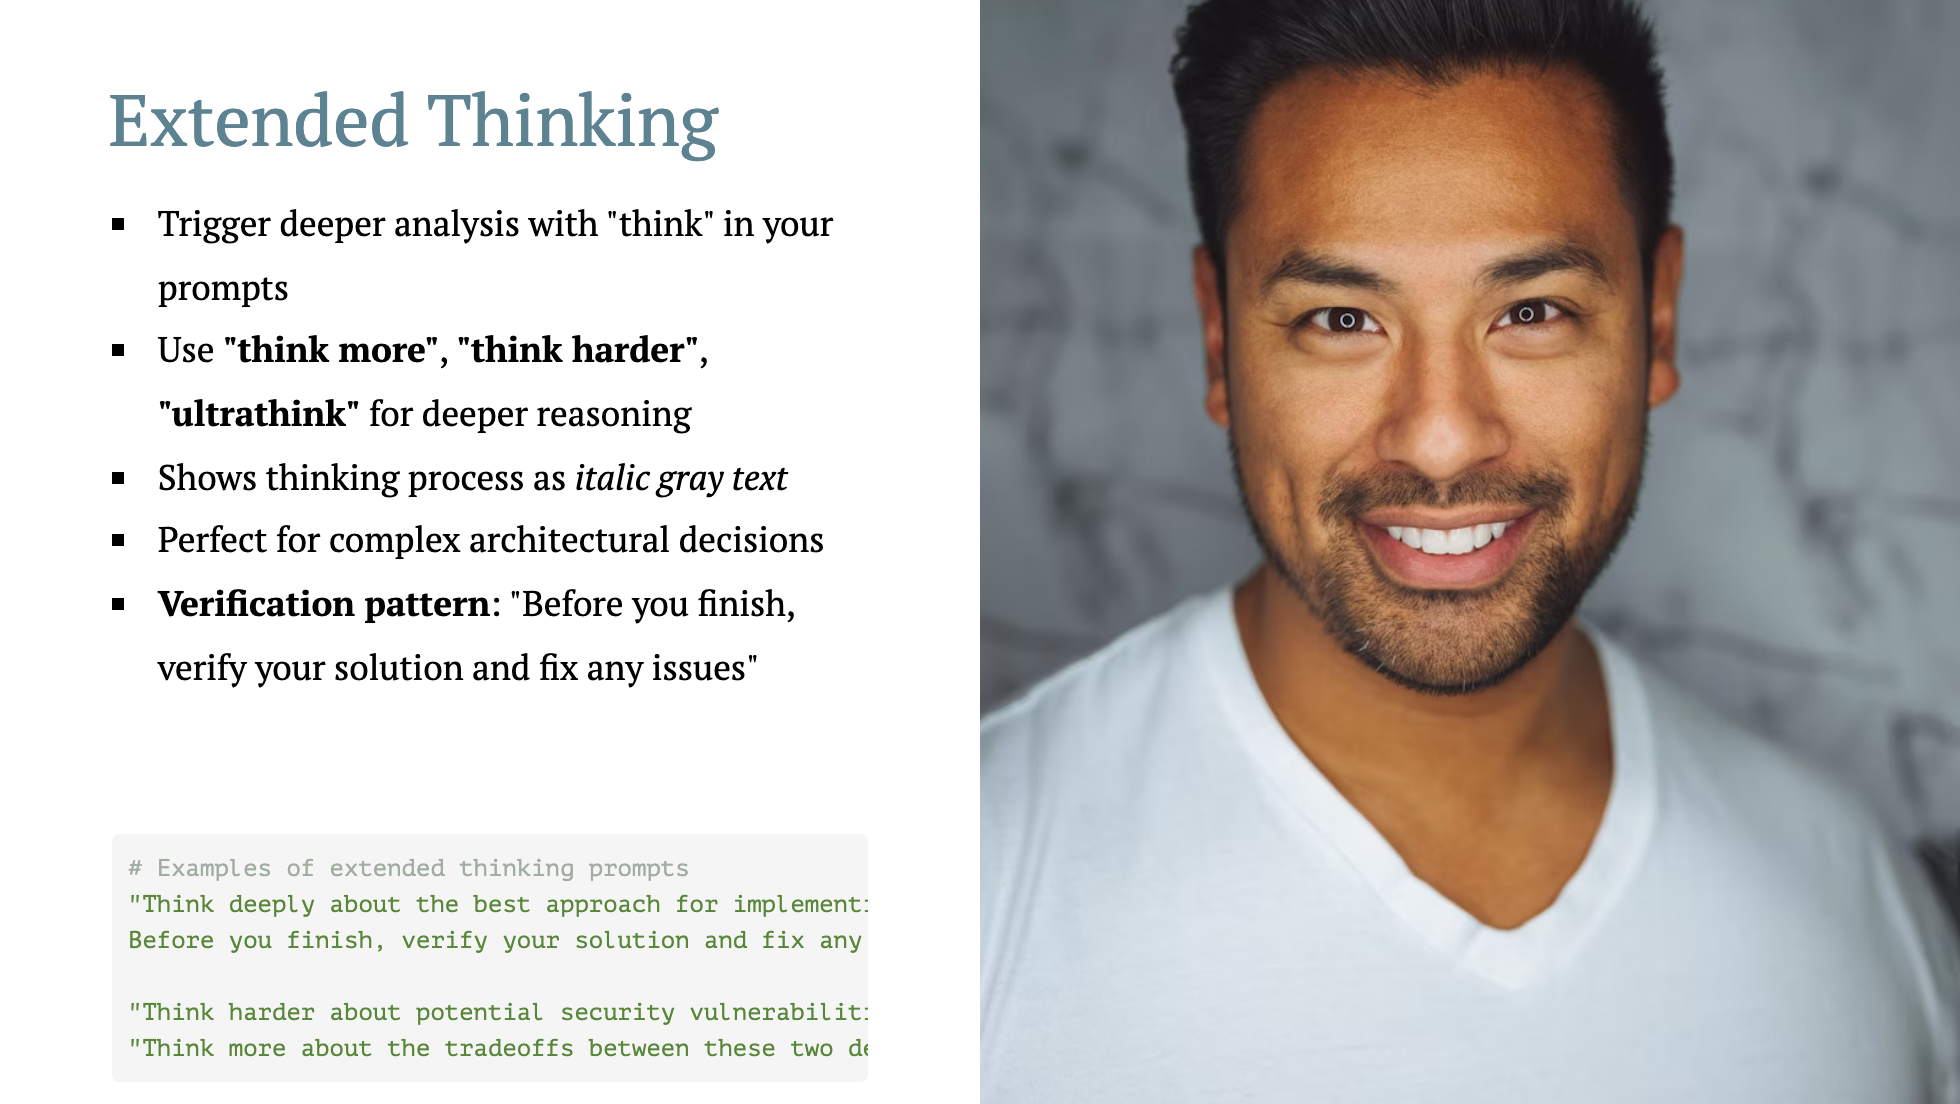 Extended Thinking
Trigger deeper analysis with "think" in your
prompts
Use "think more", "think harder",
"ultrathink" for deeper reasoning
Shows thinking process as italic gray text
Perfect for complex architectural decisions
Verification pattern: "Before you finish,
verify your solution and fix any issues"
# Examples of extended thinking prompts
"Think deeply about the best approach for
Before you finish, verify your solution and fix any
"Think harder about potential security
"Think more about the tradeoffs between these two